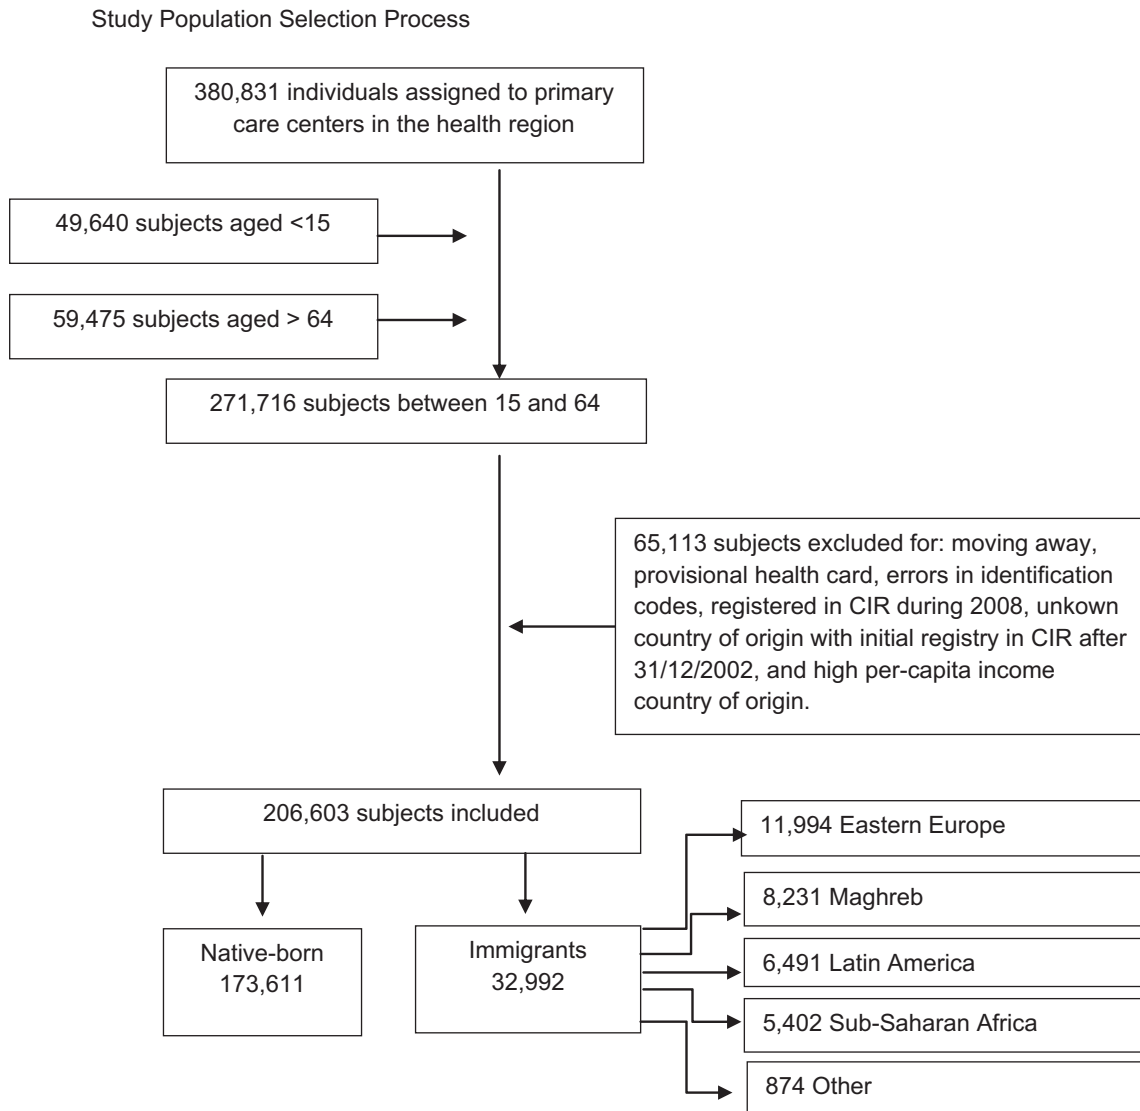 Study Population Selection Process
380,831 individuals assigned to primary
care centers in the health region
49,640 subjects aged <15
59,475 subjects aged > 64
271,716 subjects between 15 and 64
65,113 subjects excluded for: moving away,
provisional health card, errors in identification
codes, registered in CIR during 2008, unkown
country of origin with initial registry in CIR after
31/12/2002, and high per-capita income
country of origin.
206,603 subjects included
Native-born
173,611
Immigrants
32,992
11,994 Eastern Europe
8,231 Maghreb
6,491 Latin America
5,402 Sub-Saharan Africa
874 Other